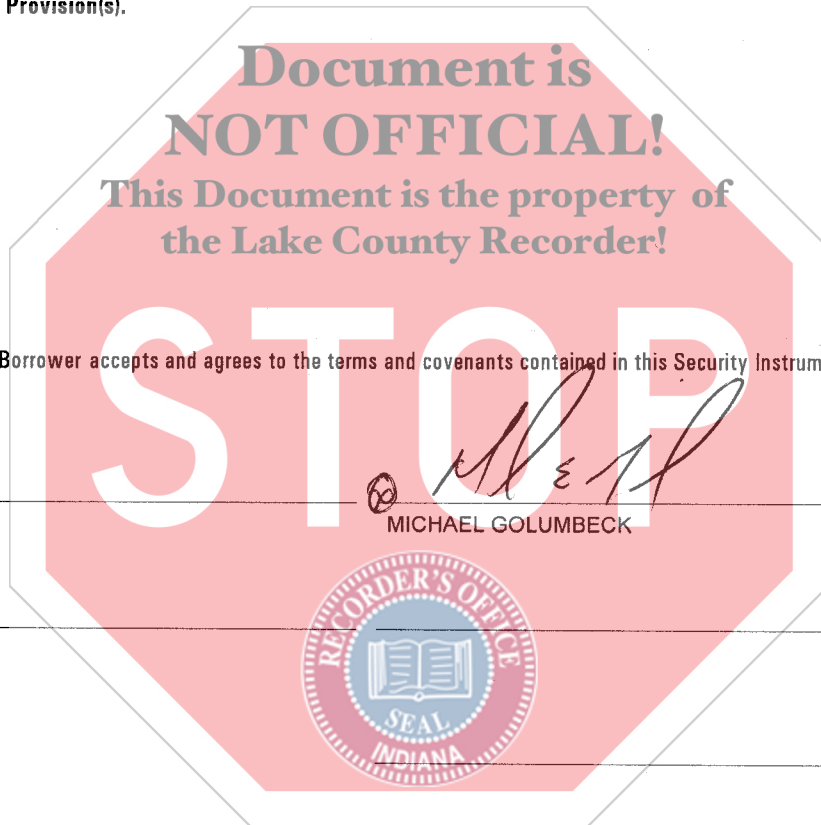 Provision(s).
Document is
NOT OFFICIAL!
This Document is the property of
the Lake County Recorder!
STOP
Borrower accepts and agrees to the terms and covenants contained in this Security Instrum
MICHAEL GOLUMBECK
RECORDER'S OFFICE
SEAL
INDIANA